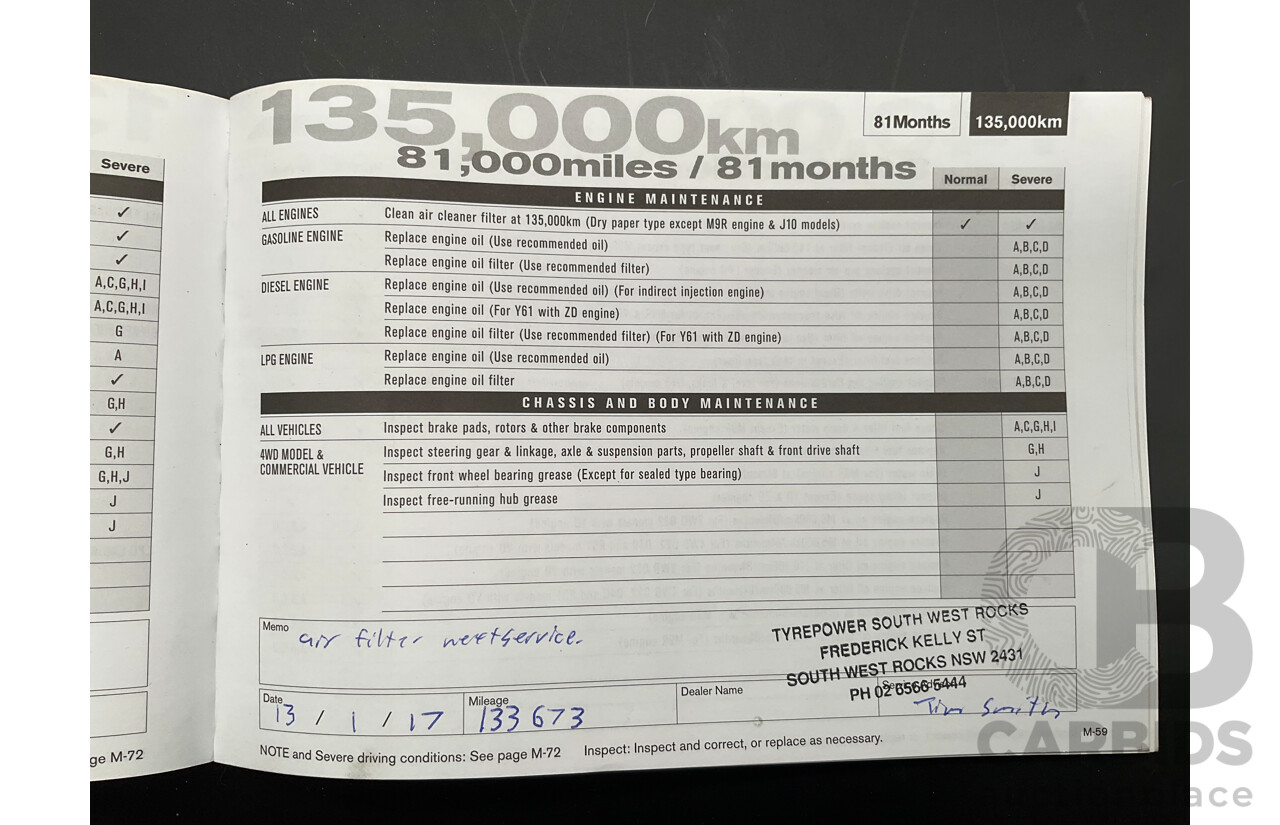 Severe
✓
✓
✓
A,C,G,H,I
A,C,G,H,I
G
A
✓
G,H
✓
G,H
G,H,J
J
J
ge M-72
135,000km
81,000miles / 81months
81Months
135,000km
Normal Severe
ENGINE MAINTENANCE
ALL ENGINES Clean air cleaner filter at 135,000km (Dry paper type except M9R engine & J10 models) ✓ ✓
GASOLINE ENGINE Replace engine oil (Use recommended oil) A,B,C,D
Replace engine oil filter (Use recommended filter) A,B,C,D
DIESEL ENGINE Replace engine oil (Use recommended oil) (For indirect injection engine) A,B,C,D
Replace engine oil (For Y61 with ZD engine) A,B,C,D
Replace engine oil filter (Use recommended filter) (For Y61 with ZD engine) A,B,C,D
LPG ENGINE Replace engine oil (Use recommended oil) A,B,C,D
Replace engine oil filter A,B,C,D
CHASSIS AND BODY MAINTENANCE
ALL VEHICLES Inspect brake pads, rotors & other brake components A,C,G,H,I
4WD MODEL & Inspect steering gear & linkage, axle & suspension parts, propeller shaft & front drive shaft G,H
COMMERCIAL VEHICLE Inspect front wheel bearing grease (Except for sealed type bearing) J
Inspect free-running hub grease J
Memo air filter next service.
TYREPOWER SOUTH WEST ROCKS
FREDERICK KELLY ST
SOUTH WEST ROCKS NSW 2431
PH 02 6566 6444
Date 13 / 1 / 17
Mileage 133 673
Dealer Name
Tim Smith
NOTE and Severe driving conditions: See page M-72 Inspect: Inspect and correct, or replace as necessary.
M-59
CARBIDS
auctionplace